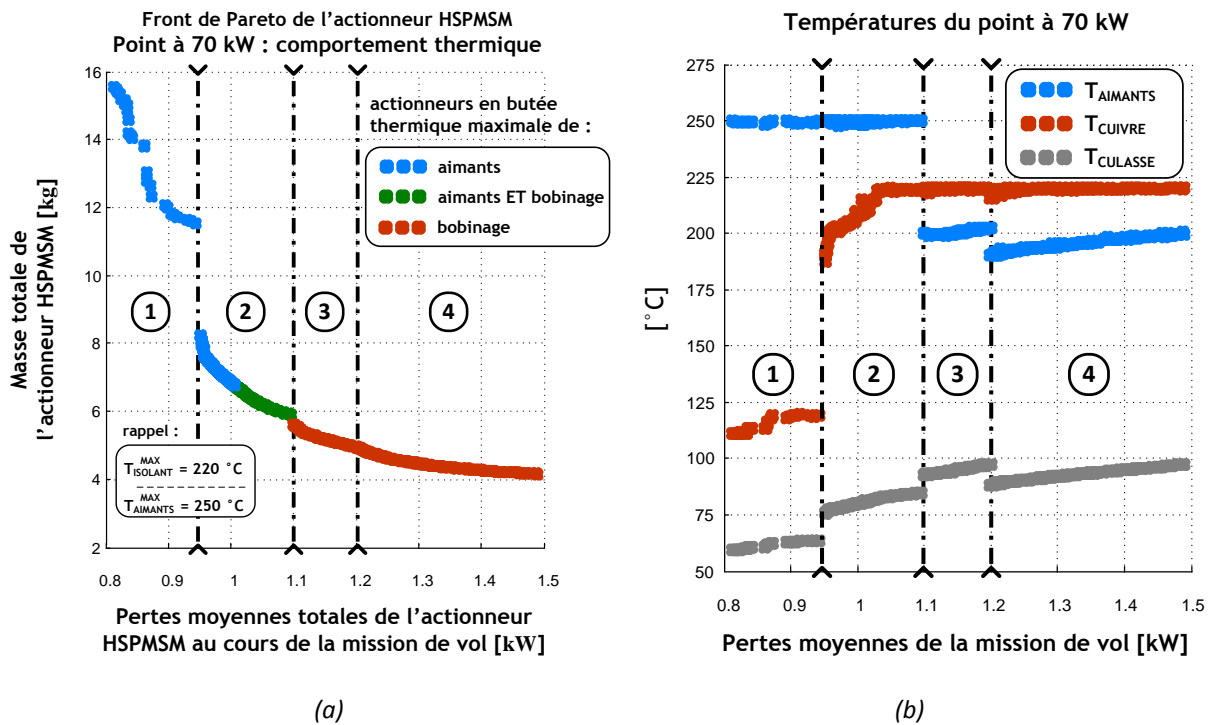 Front de Pareto de l’actionneur HSPMSM
Point à 70 kW : comportement thermique
Masse totale de
l’actionneur HSPMSM [kg]
16
14
12
10
8
6
4
2
actionneurs en butée
thermique maximale de :
aimants
aimants ET bobinage
bobinage
1
2
3
4
rappel :
T MAX ISOLANT = 220 °C
T MAX AIMANTS = 250 °C
0.8 0.9 1 1.1 1.2 1.3 1.4 1.5
Pertes moyennes totales de l’actionneur
HSPMSM au cours de la mission de vol [kW]
(a)
Températures du point à 70 kW
[°C]
275
250
225
200
175
150
125
100
75
50
TAIMANTS
TCUIVRE
TCULASSE
1
2
3
4
0.8 0.9 1 1.1 1.2 1.3 1.4 1.5
Pertes moyennes de la mission de vol [kW]
(b)